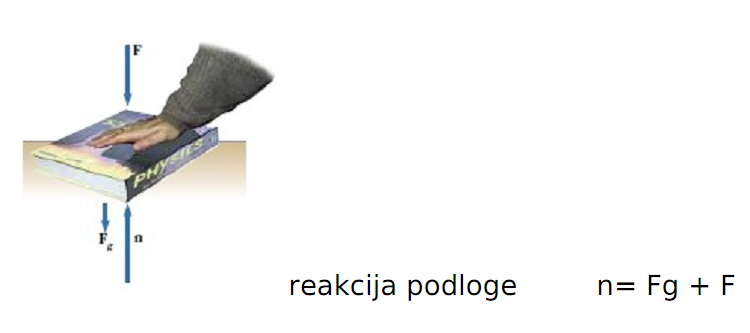 F
PHYSICS
Fg n
reakcija podloge n= Fg + F